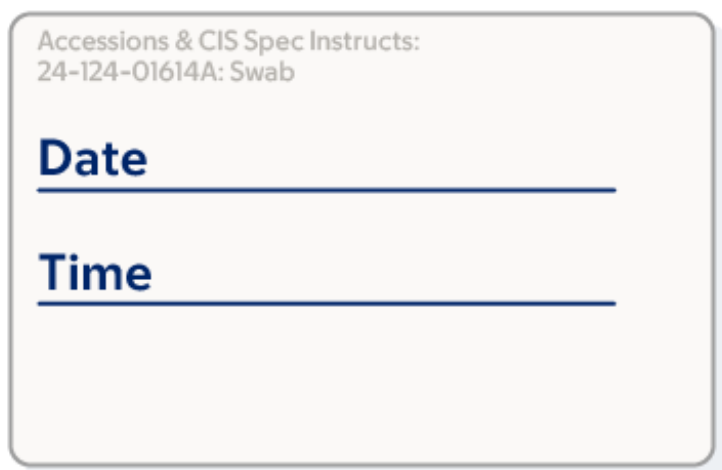 Accessions & CIS Spec Instructs:
24-124-01614A: Swab
Date
Time